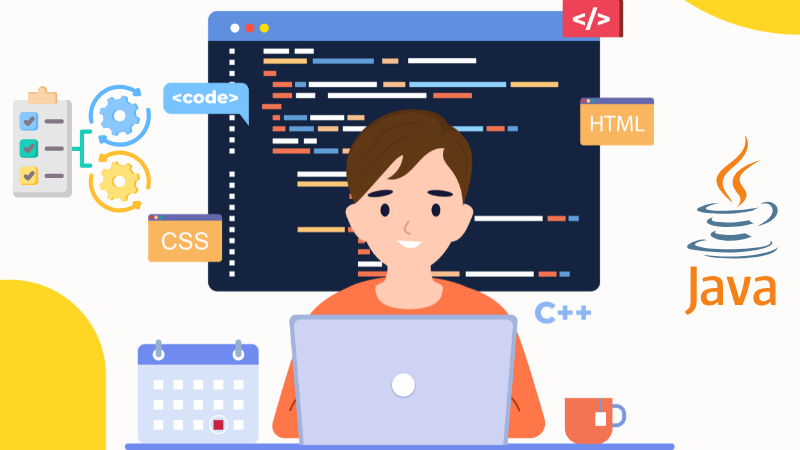 </>
<code>
HTML
CSS
Java
C++